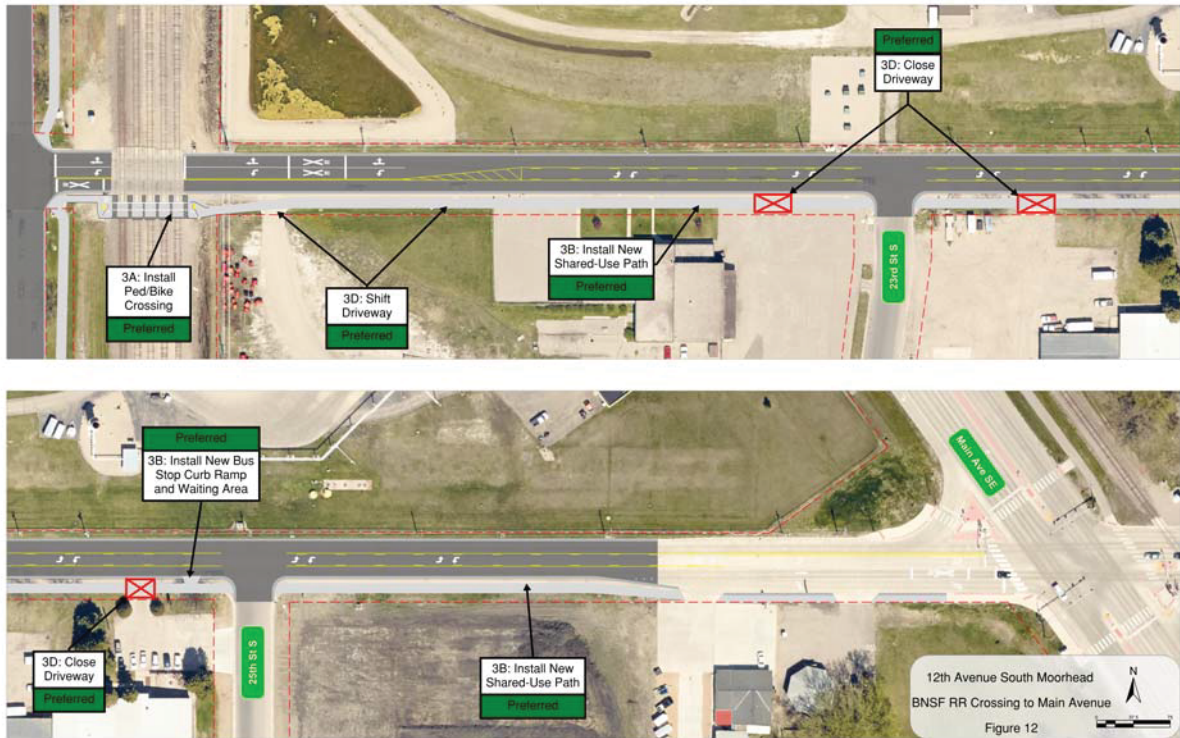 Preferred
3D: Close
Driveway
3A: Install
Ped/Bike
Crossing
Preferred
3D: Shift
Driveway
Preferred
3B: Install New
Shared-Use Path
Preferred
23rd St S
Preferred
3B: Install New Bus
Stop Curb Ramp
and Waiting Area
Main Ave SE
3D: Close
Driveway
Preferred
25th St S
3B: Install New
Shared-Use Path
Preferred
12th Avenue South Moorhead
N
BNSF RR Crossing to Main Avenue
Figure 12